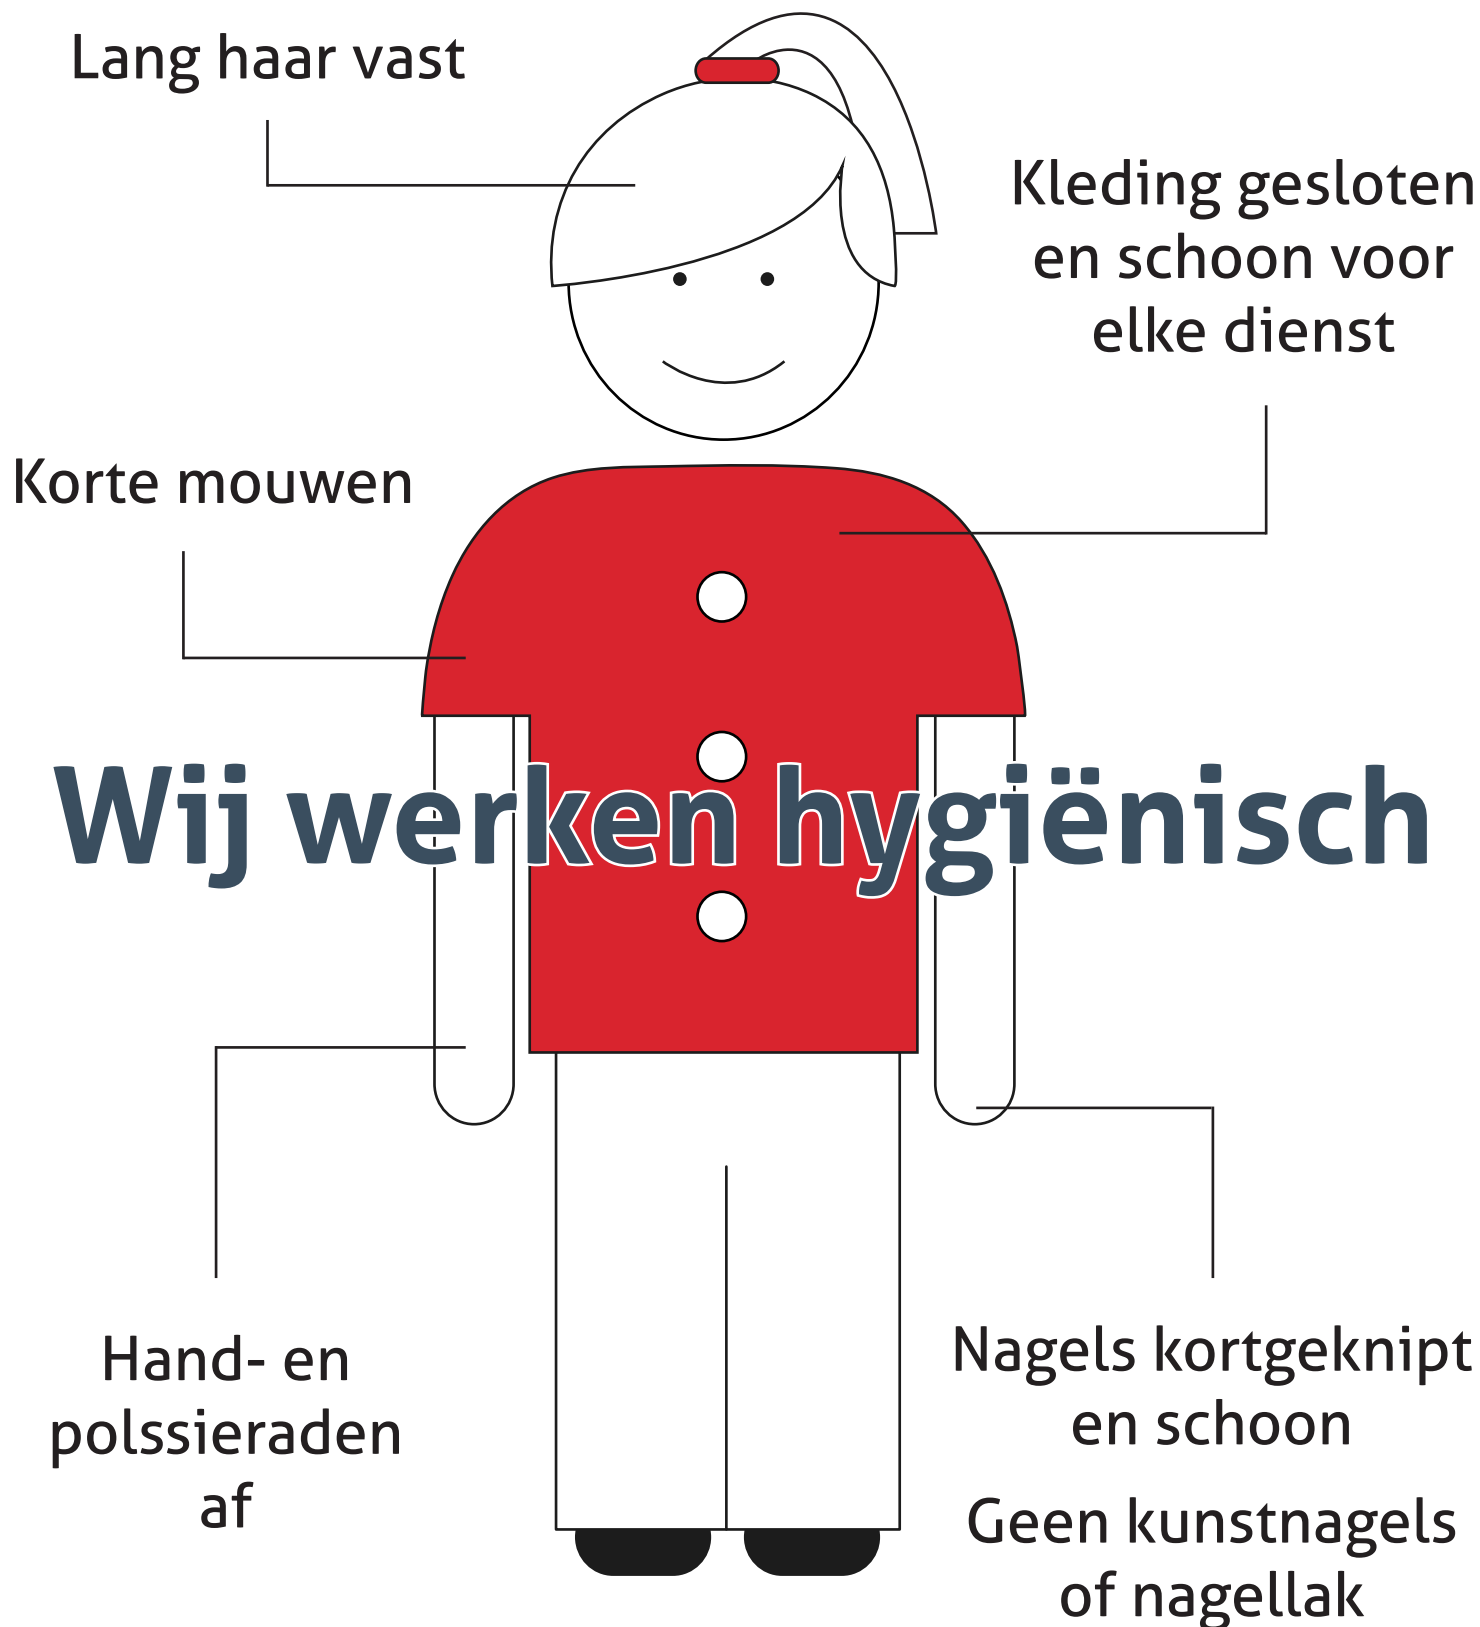 Lang haar vast
Kleding gesloten
en schoon voor
elke dienst
Korte mouwen
Wij werken hygiënisch
Hand- en
polssieraden
af
Nagels kortgeknipt
en schoon
Geen kunstnagels
of nagellak